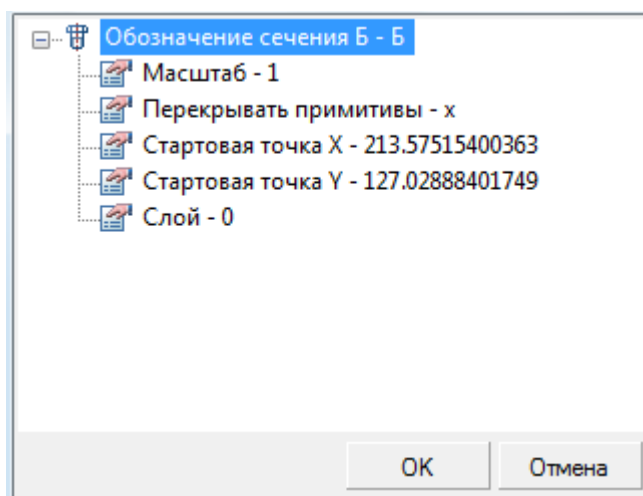 Обозначение сечения Б - Б
Масштаб - 1
Перекрывать примитивы - х
Стартовая точка X - 213.57515400363
Стартовая точка Y - 127.02888401749
Слой - 0
OK Отмена